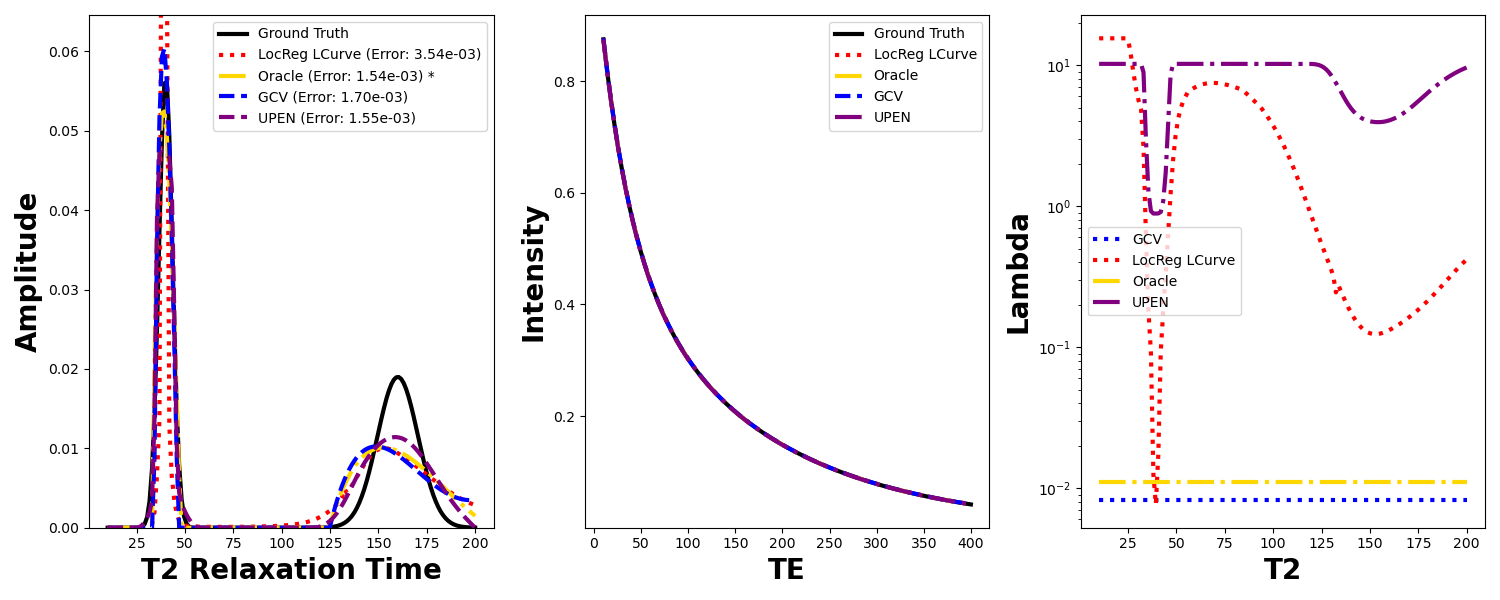 Amplitude
0.06
0.05
0.04
0.03
0.02
0.01
0.00
25 50 75 100 125 150 175 200
T2 Relaxation Time
Ground Truth
LocReg LCurve (Error: 3.54e-03)
Oracle (Error: 1.54e-03) *
GCV (Error: 1.70e-03)
UPEN (Error: 1.55e-03)
Intensity
0.8
0.6
0.4
0.2
0 50 100 150 200 250 300 350 400
TE
Ground Truth
LocReg LCurve
Oracle
GCV
UPEN
Lambda
10¹
10⁰
10⁻¹
10⁻²
25 50 75 100 125 150 175 200
T2
GCV
LocReg LCurve
Oracle
UPEN